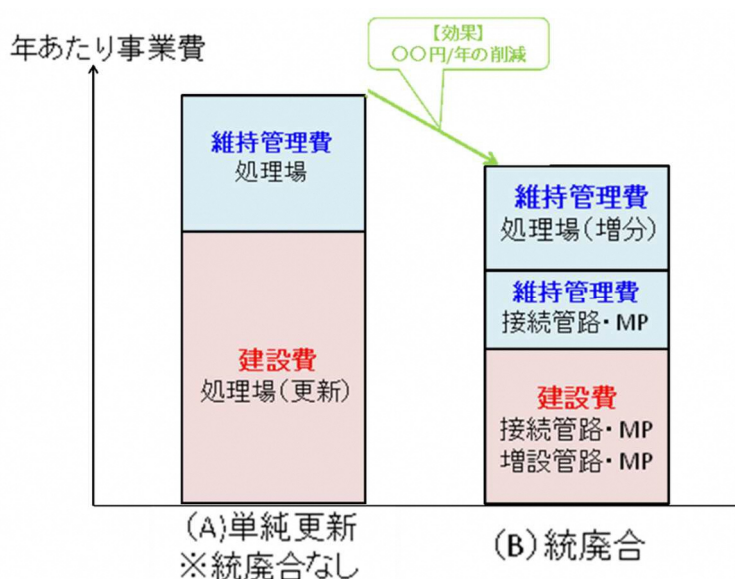 年あたり事業費
【効果】
〇〇円/年の削減
維持管理費
処理場
建設費
処理場(更新)
維持管理費
処理場(増分)
維持管理費
接続管路・MP
建設費
接続管路・MP
増設管路・MP
(A)単純更新
※統廃合なし
(B)統廃合